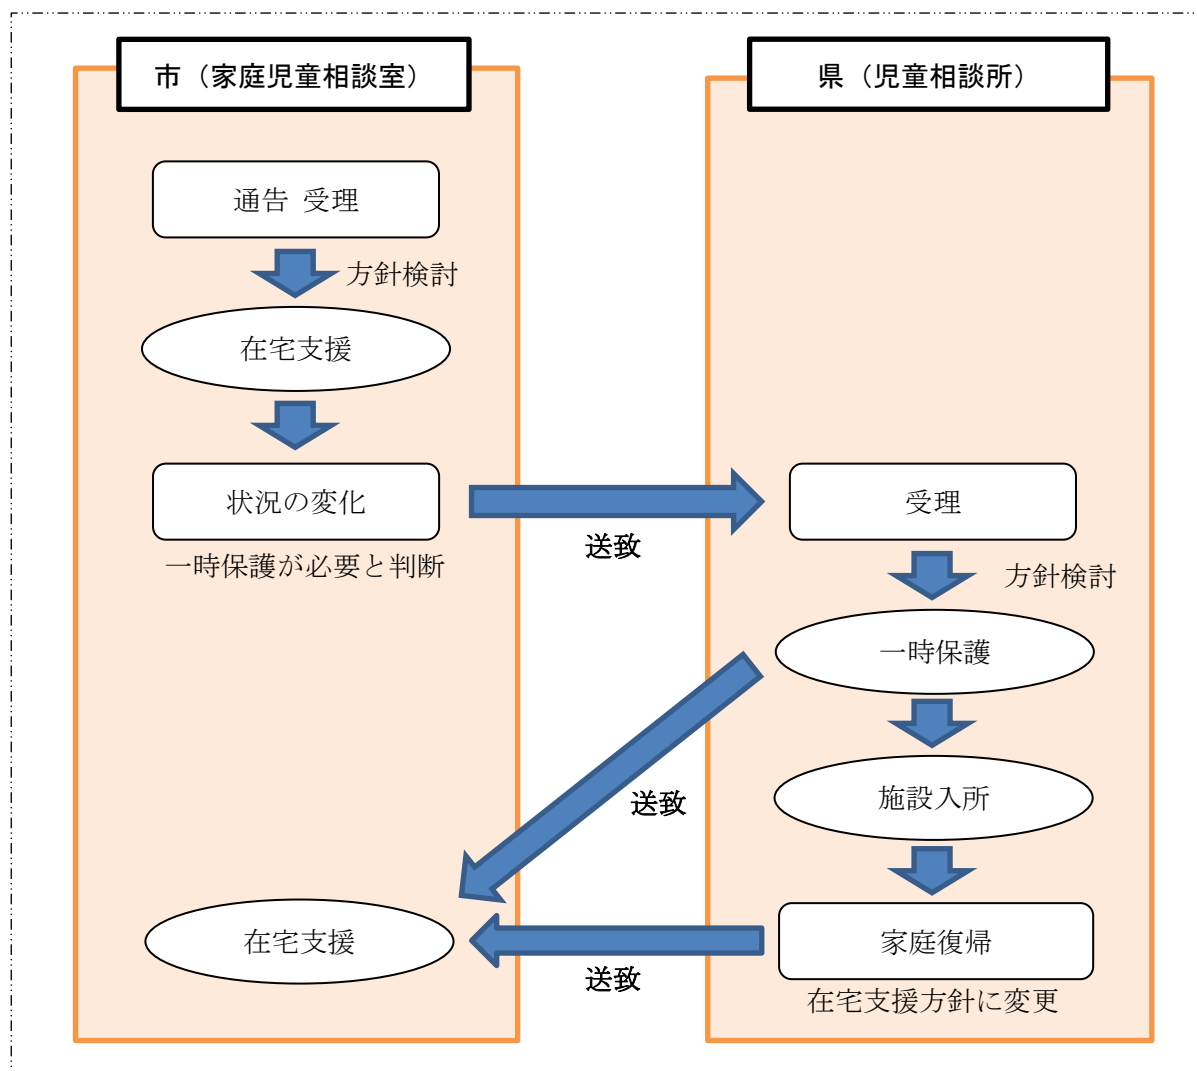 市（家庭児童相談室）
通告 受理
方針検討
在宅支援
状況の変化
一時保護が必要と判断
送致
県（児童相談所）
受理
方針検討
一時保護
施設入所
送致
家庭復帰
在宅支援方針に変更
送致
在宅支援